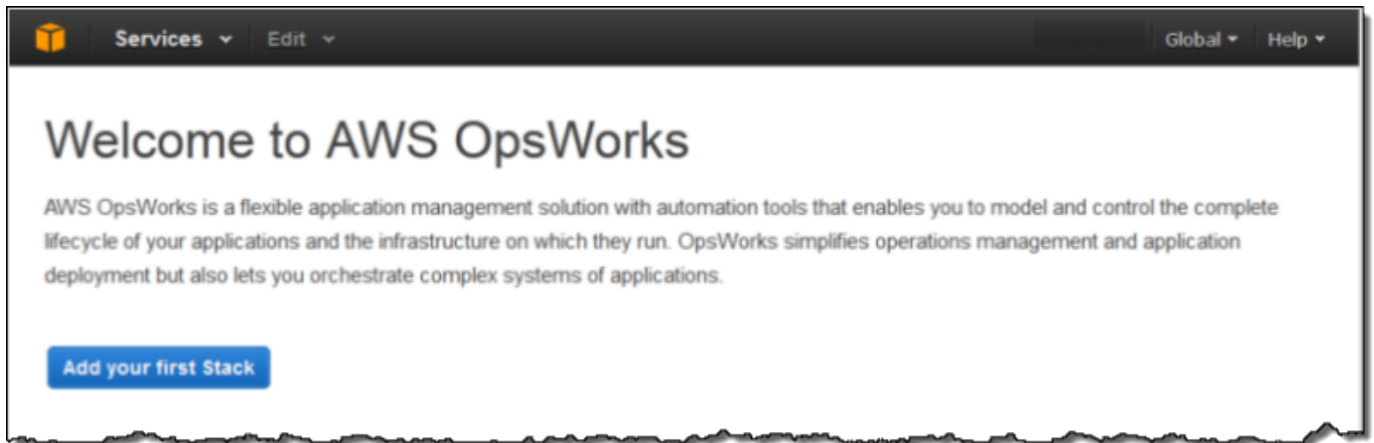 Services Edit Global Help
Welcome to AWS OpsWorks
AWS OpsWorks is a flexible application management solution with automation tools that enables you to model and control the complete
lifecycle of your applications and the infrastructure on which they run. OpsWorks simplifies operations management and application
deployment but also lets you orchestrate complex systems of applications.
Add your first Stack